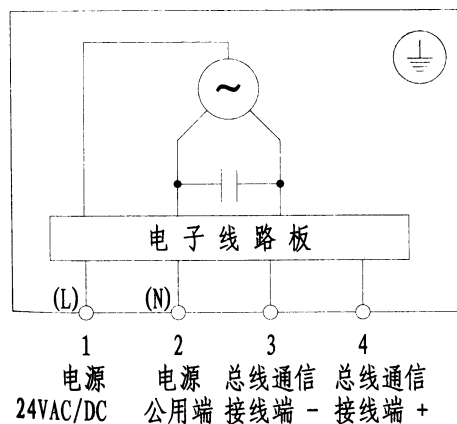 ~
电子线路板
(L) (N)
1 2 3 4
电源 电源 总线通信 总线通信
24VAC/DC 公用端 接线端 - 接线端 +